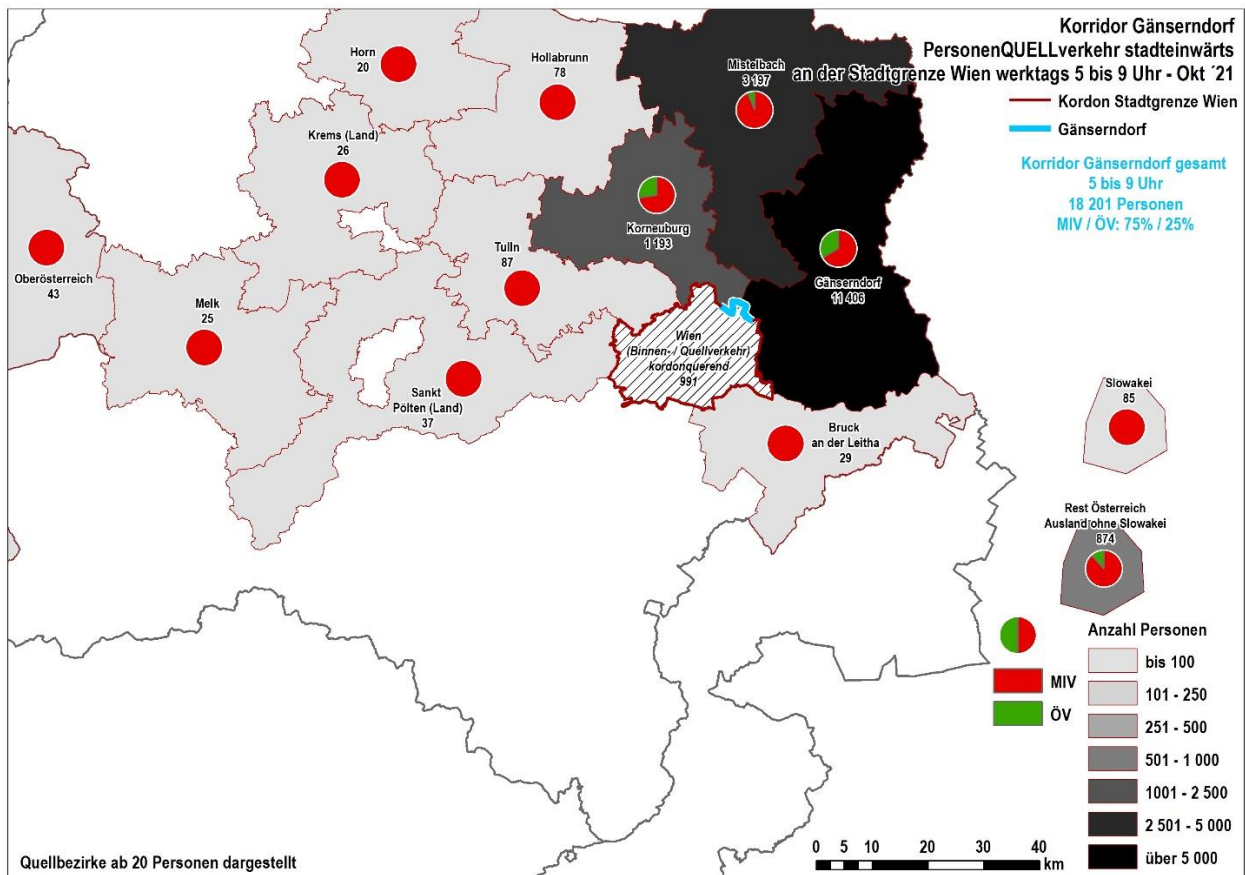 Korridor Gänserndorf
PersonenQUELLverkehr stadteinwärts
an der Stadtgrenze Wien werktags 5 bis 9 Uhr - Okt ´21
Kordon Stadtgrenze Wien
Gänserndorf
Korridor Gänserndorf gesamt
5 bis 9 Uhr
18 201 Personen
MIV / ÖV: 75% / 25%
Horn
20
Hollabrunn
78
Mistelbach
3 197
Krems (Land)
26
Korneuburg
1 193
Tulln
87
Gänserndorf
11 406
Oberösterreich
43
Melk
25
Wien
(Binnen- / Quellverkehr)
kordonquerend
991
Sankt
Pölten (Land)
37
Bruck
an der Leitha
29
Slowakei
85
Rest Österreich
Ausland ohne Slowakei
874
MIV
ÖV
Anzahl Personen
bis 100
101 - 250
251 - 500
501 - 1 000
1001 - 2 500
2 501 - 5 000
über 5 000
Quellbezirke ab 20 Personen dargestellt
0 5 10 20 30 40
km